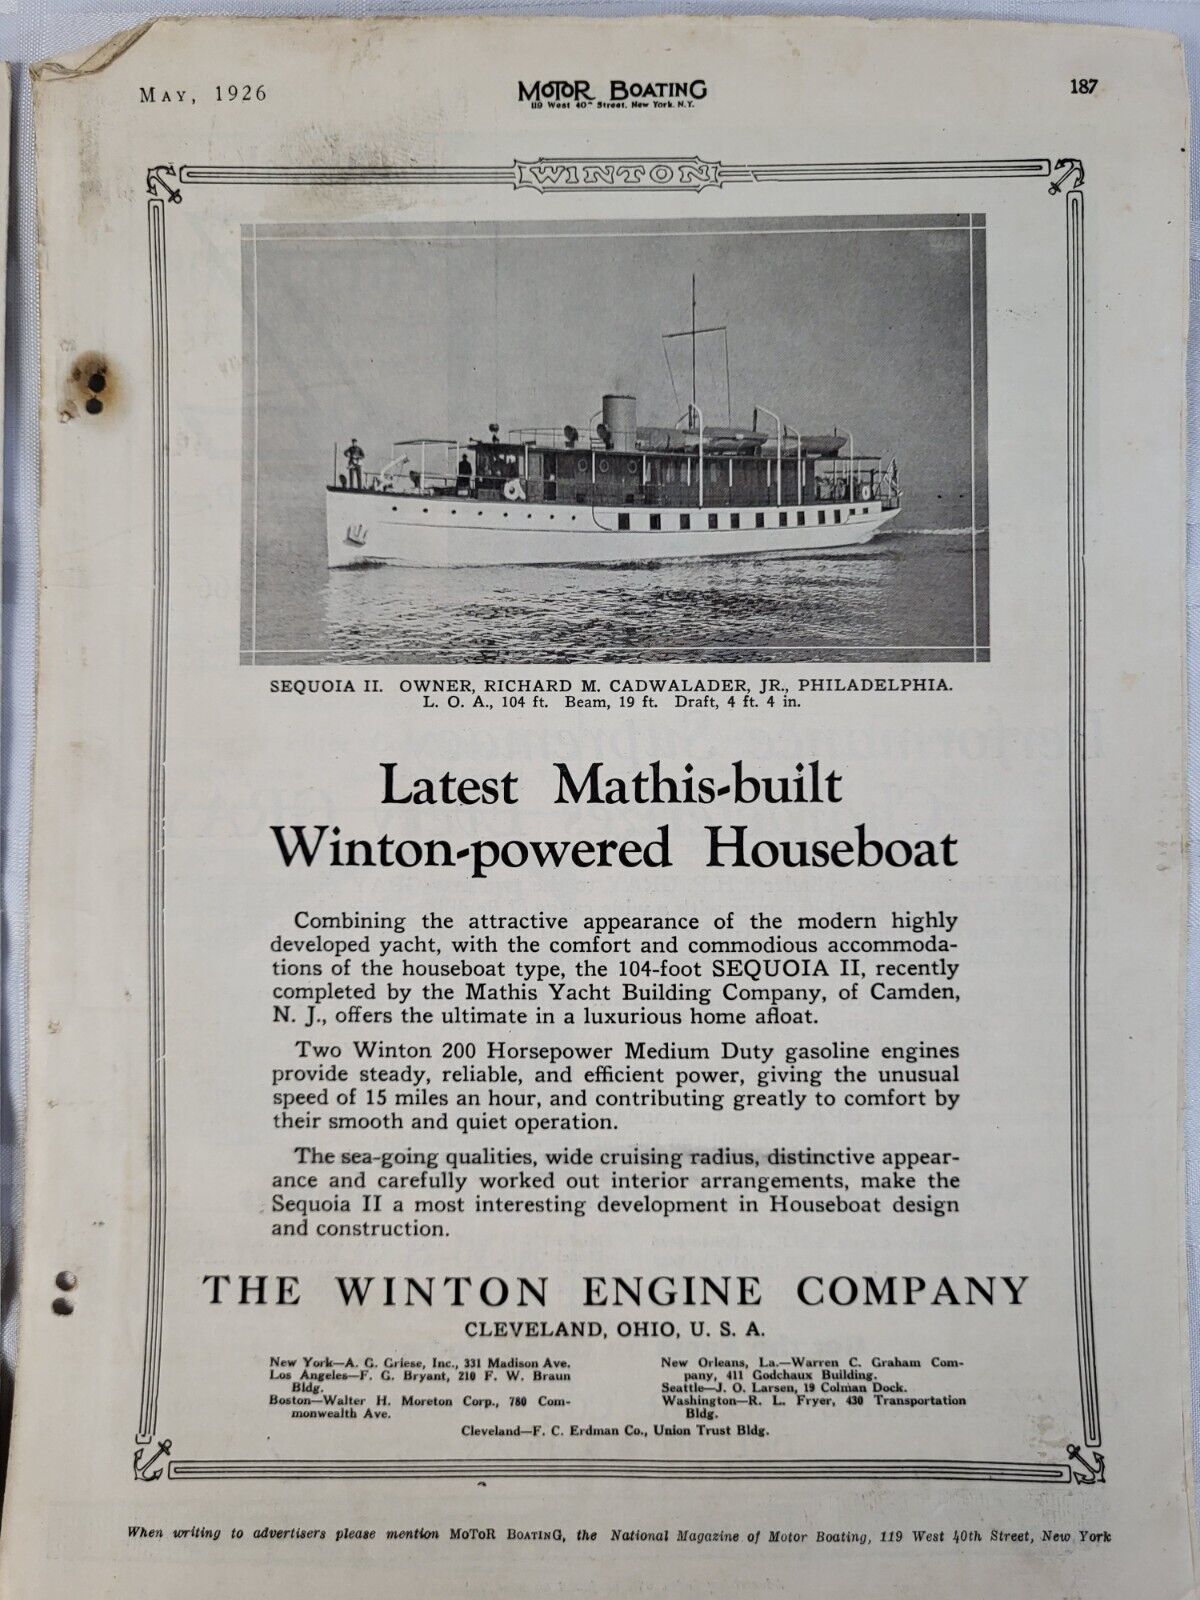 MAY, 1926
MOTOR BOATING
119 West 40th Street, New York, N.Y.
187
WINTON
SEQUOIA II. OWNER, RICHARD M. CADWALADER, JR., PHILADELPHIA.
L. O. A., 104 ft. Beam, 19 ft. Draft, 4 ft. 4 in.
Latest Mathis-built
Winton-powered Houseboat
Combining the attractive appearance of the modern highly
developed yacht, with the comfort and commodious accommoda-
tions of the houseboat type, the 104-foot SEQUOIA II, recently
completed by the Mathis Yacht Building Company, of Camden,
N. J., offers the ultimate in a luxurious home afloat.
Two Winton 200 Horsepower Medium Duty gasoline engines
provide steady, reliable, and efficient power, giving the unusual
speed of 15 miles an hour, and contributing greatly to comfort by
their smooth and quiet operation.
The sea-going qualities, wide cruising radius, distinctive appear-
ance and carefully worked out interior arrangements, make the
Sequoia II a most interesting development in Houseboat design
and construction.
THE WINTON ENGINE COMPANY
CLEVELAND, OHIO, U. S. A.
New York—A. G. Griese, Inc., 331 Madison Ave.
Los Angeles—F. G. Bryant, 210 F. W. Braun
Bldg.
Boston—Walter H. Moreton Corp., 780 Com-
monwealth Ave.
New Orleans, La.—Warren C. Graham Com-
pany, 411 Godchaux Building.
Seattle—J. O. Larsen, 19 Colman Dock.
Washington—R. L. Fryer, 430 Transportation
Bldg.
Cleveland—F. C. Erdman Co., Union Trust Bldg.
When writing to advertisers please mention MOTOR BOATING, the National Magazine of Motor Boating, 119 West 40th Street, New York